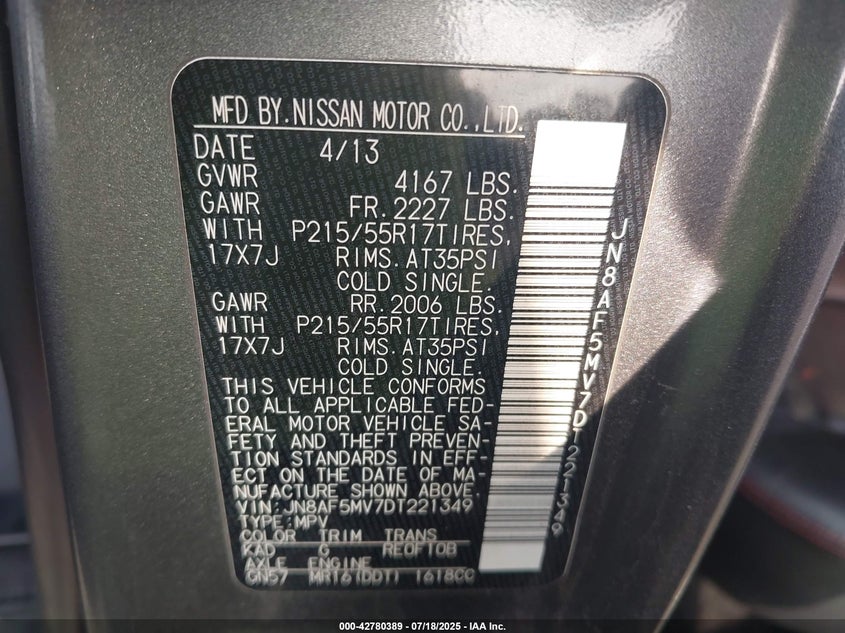 MFD BY.NISSAN MOTOR CO.,LTD.
DATE 4/13
GVWR 4167 LBS.
GAWR FR.2227 LBS.
WITH P215/55R17TIRES,
17X7J RIMS.AT35PSI
COLD SINGLE.
GAWR RR.2006 LBS.
WITH P215/55R17TIRES,
17X7J RIMS.AT35PSI
COLD SINGLE.
THIS VEHICLE CONFORMS
TO ALL APPLICABLE FED-
ERAL MOTOR VEHICLE SA-
FETY AND THEFT PREVEN-
TION STANDARDS IN EFF-
ECT ON THE DATE OF MA-
NUFACTURE SHOWN ABOVE.
VIN:JN8AF5MV7DT221349
TYPE:MPV
COLOR TRIM TRANS
KAD G RE0F10B
AXLE ENGINE
GN57 MR16(DDT) 1618CC
JN8AF5MV7DT221349
000-42780389 07/18/2025 - IAA Inc.